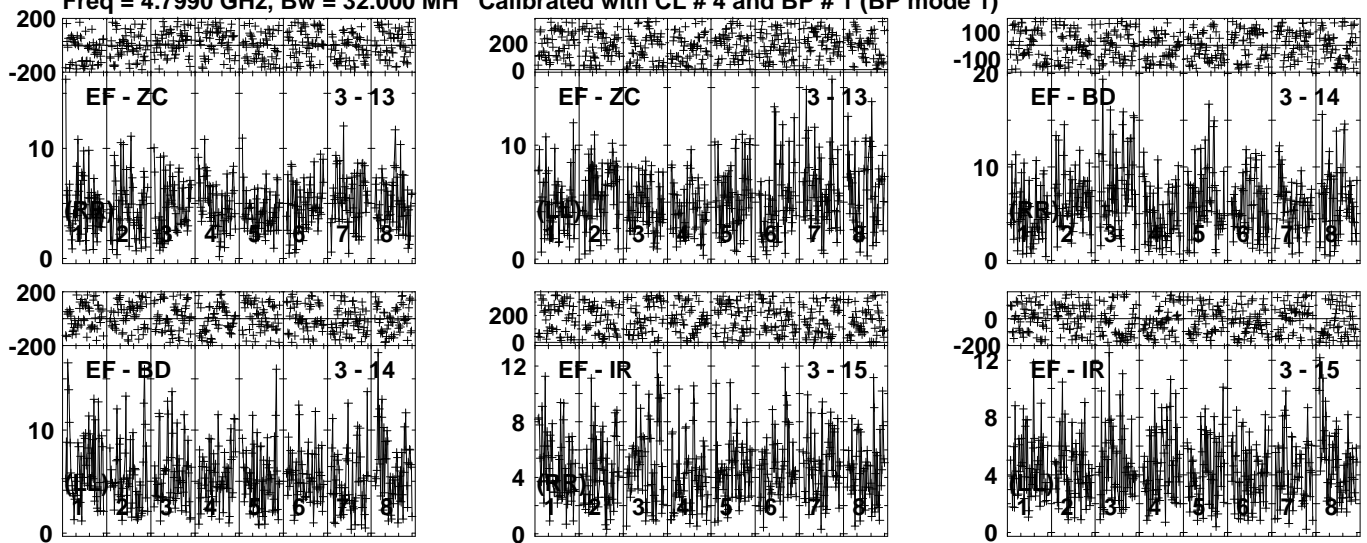 Freq = 4.7990 GHz, Bw = 32.000 MH Calibrated with CL # 4 and BP # 1 (BP mode 1)
200
-200
EF - ZC 3 - 13
10
(RR)
1 2 3 4 5 6 7 8
0
200
0
EF - ZC 3 - 13
10
(LL)
1 2 3 4 5 6 7 8
0
100
-100
20
EF - BD 3 - 14
10
(RR)
1 2 3 4 5 6 7 8
0
200
-200
EF - BD 3 - 14
10
(LL)
1 2 3 4 5 6 7 8
0
200
0
12
EF - IR 3 - 15
8
4
(RR)
1 2 3 4 5 6 7 8
0
0
-200
12
EF - IR 3 - 15
8
4
(LL)
1 2 3 4 5 6 7 8
0